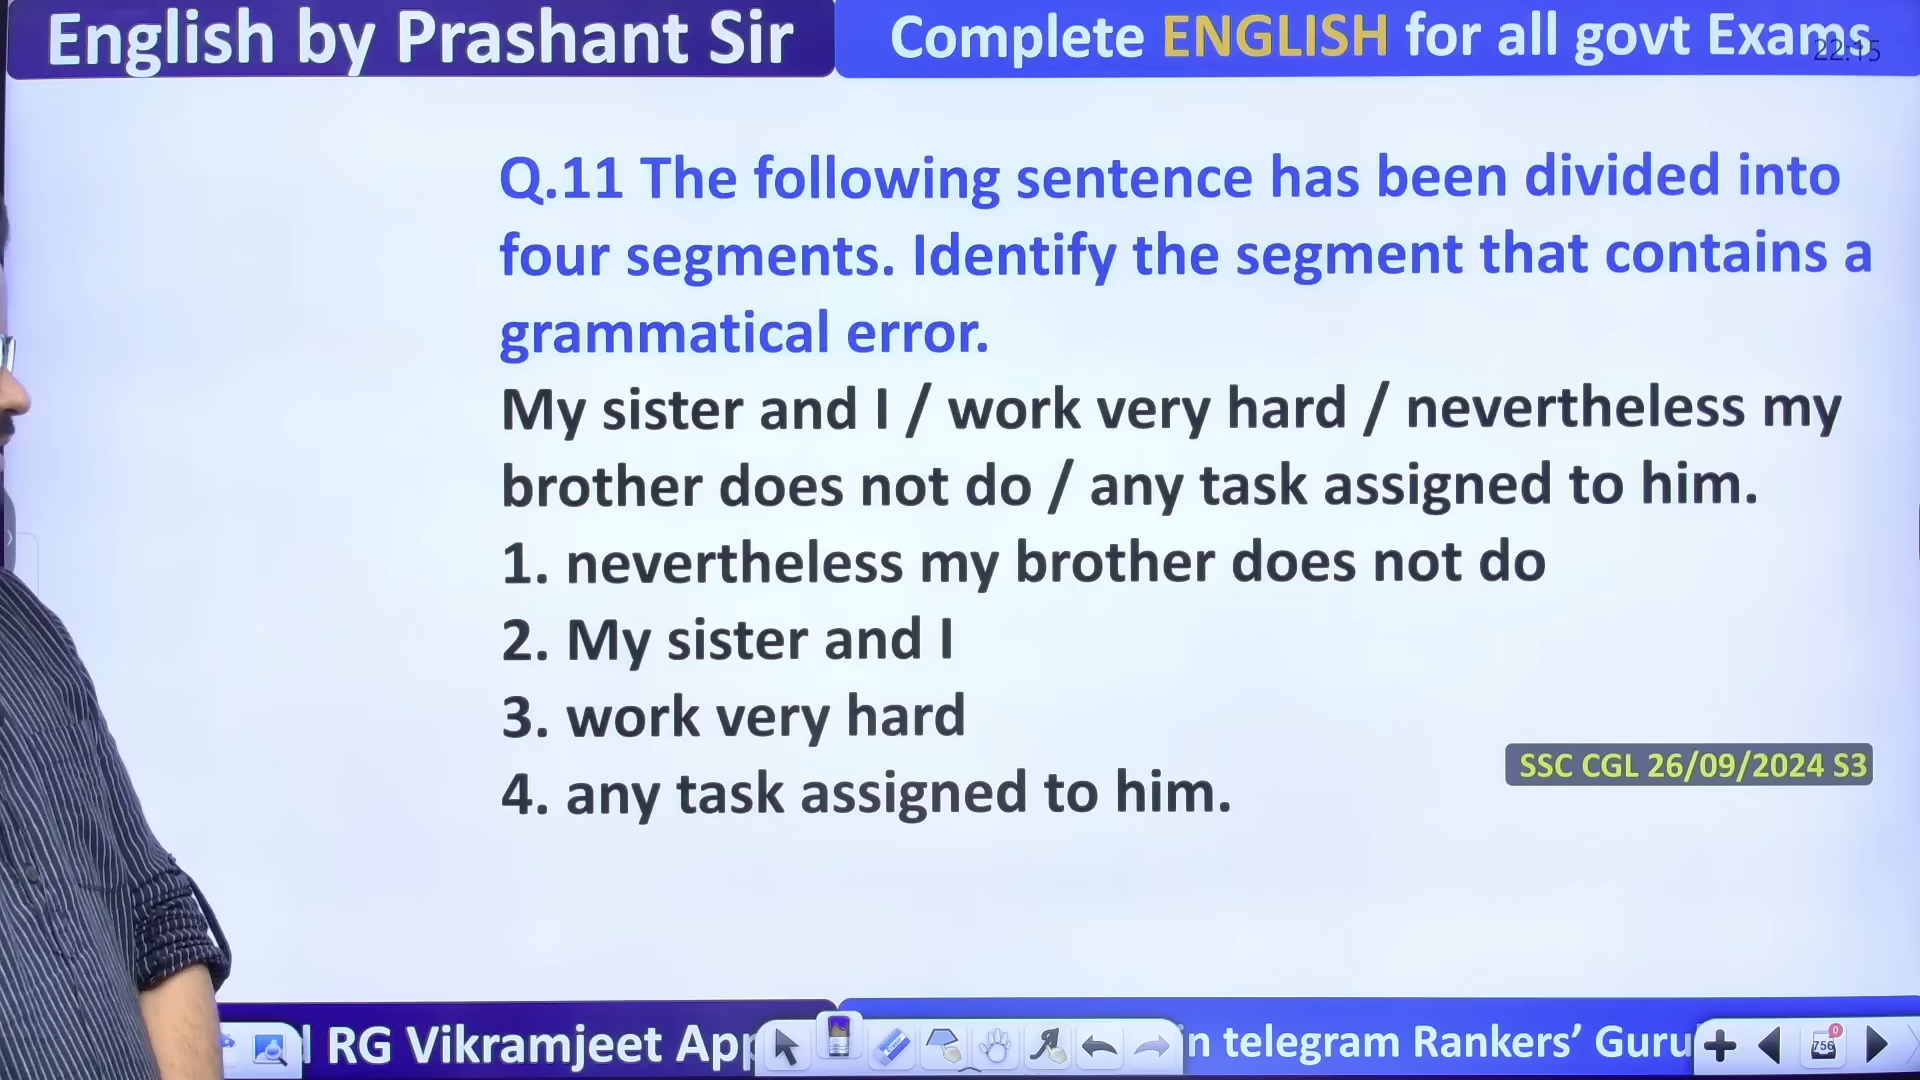 English by Prashant Sir
Complete ENGLISH for all govt Exams
22:15
Q.11 The following sentence has been divided into
four segments. Identify the segment that contains a
grammatical error.
My sister and I / work very hard / nevertheless my
brother does not do / any task assigned to him.
1. nevertheless my brother does not do
2. My sister and I
3. work very hard
4. any task assigned to him.
SSC CGL 26/09/2024 S3
RG Vikramjeet App
in telegram Rankers’ Guru
0
756